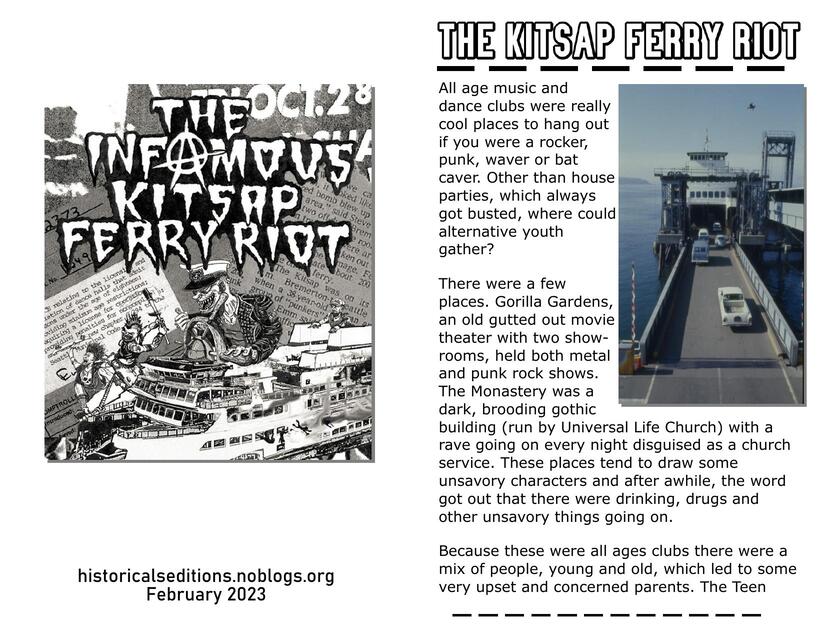 OCT. 28
THE
INFAMOUS
KITSAP
FERRY RIOT
historicalseditions.noblogs.org
February 2023
THE KITSAP FERRY RIOT
All age music and
dance clubs were really
cool places to hang out
if you were a rocker,
punk, waver or bat
caver. Other than house
parties, which always
got busted, where could
alternative youth
gather?
There were a few
places. Gorilla Gardens,
an old gutted out movie
theater with two show-
rooms, held both metal
and punk rock shows.
The Monastery was a
dark, brooding gothic
building (run by Universal Life Church) with a
rave going on every night disguised as a church
service. These places tend to draw some
unsavory characters and after awhile, the word
got out that there were drinking, drugs and
other unsavory things going on.
Because these were all ages clubs there were a
mix of people, young and old, which led to some
very upset and concerned parents. The Teen